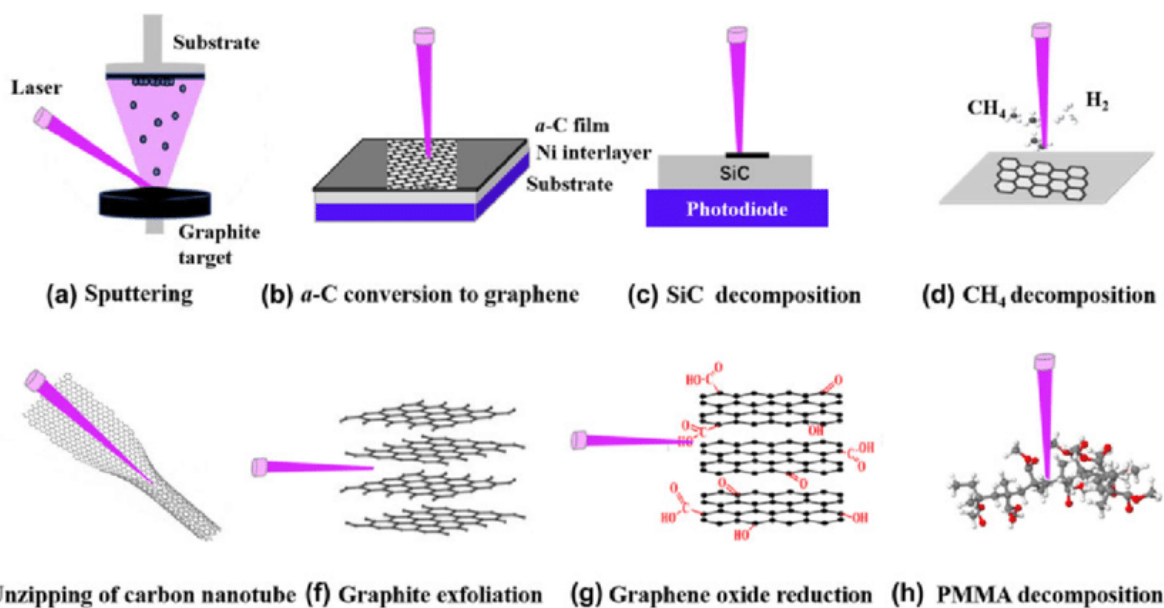 Substrate
Laser
Graphite
target
(a) Sputtering
a-C film
Ni interlayer
Substrate
(b) a-C conversion to graphene
SiC
Photodiode
(c) SiC decomposition
CH₄
H₂
(d) CH₄ decomposition
Unzipping of carbon nanotube
(f) Graphite exfoliation
HO
C
O
O
O
C
HO
OH
C
OH
O
O
O
O
C
HO
OH
HO
(g) Graphene oxide reduction
(h) PMMA decomposition